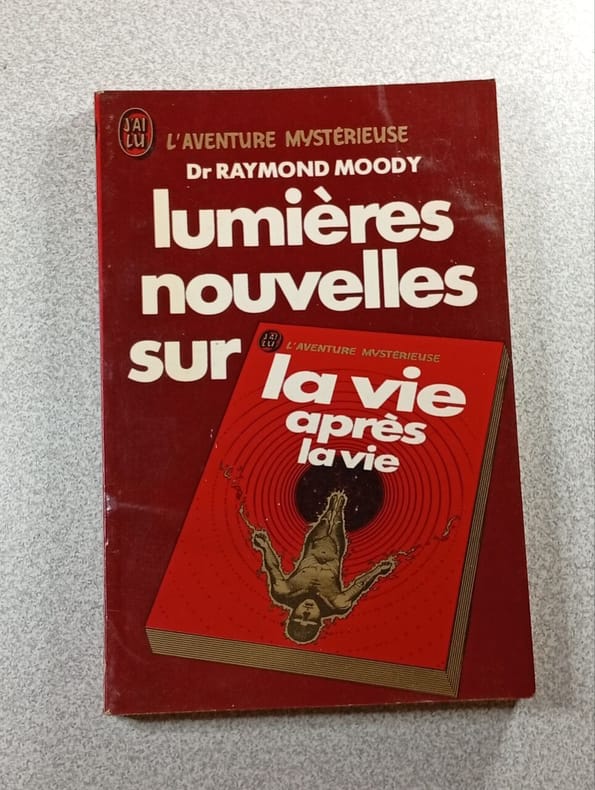 J'AI
LU
L'AVENTURE MYSTÉRIEUSE
Dr RAYMOND MOODY
lumières
nouvelles
sur
J'AI
LU
L'AVENTURE MYSTÉRIEUSE
la vie
après
la vie